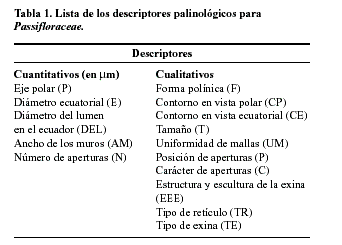 Tabla 1. Lista de los descriptores palinológicos para
Passifloraceae.
Descriptores
Cuantitativos (en µm)
Eje polar (P)
Diámetro ecuatorial (E)
Diámetro del lumen
en el ecuador (DEL)
Ancho de los muros (AM)
Número de aperturas (N)
Cualitativos
Forma polínica (F)
Contorno en vista polar (CP)
Contorno en vista ecuatorial (CE)
Tamaño (T)
Uniformidad de mallas (UM)
Posición de aperturas (P)
Carácter de aperturas (C)
Estructura y escultura de la exina
(EEE)
Tipo de retículo (TR)
Tipo de exina (TE)